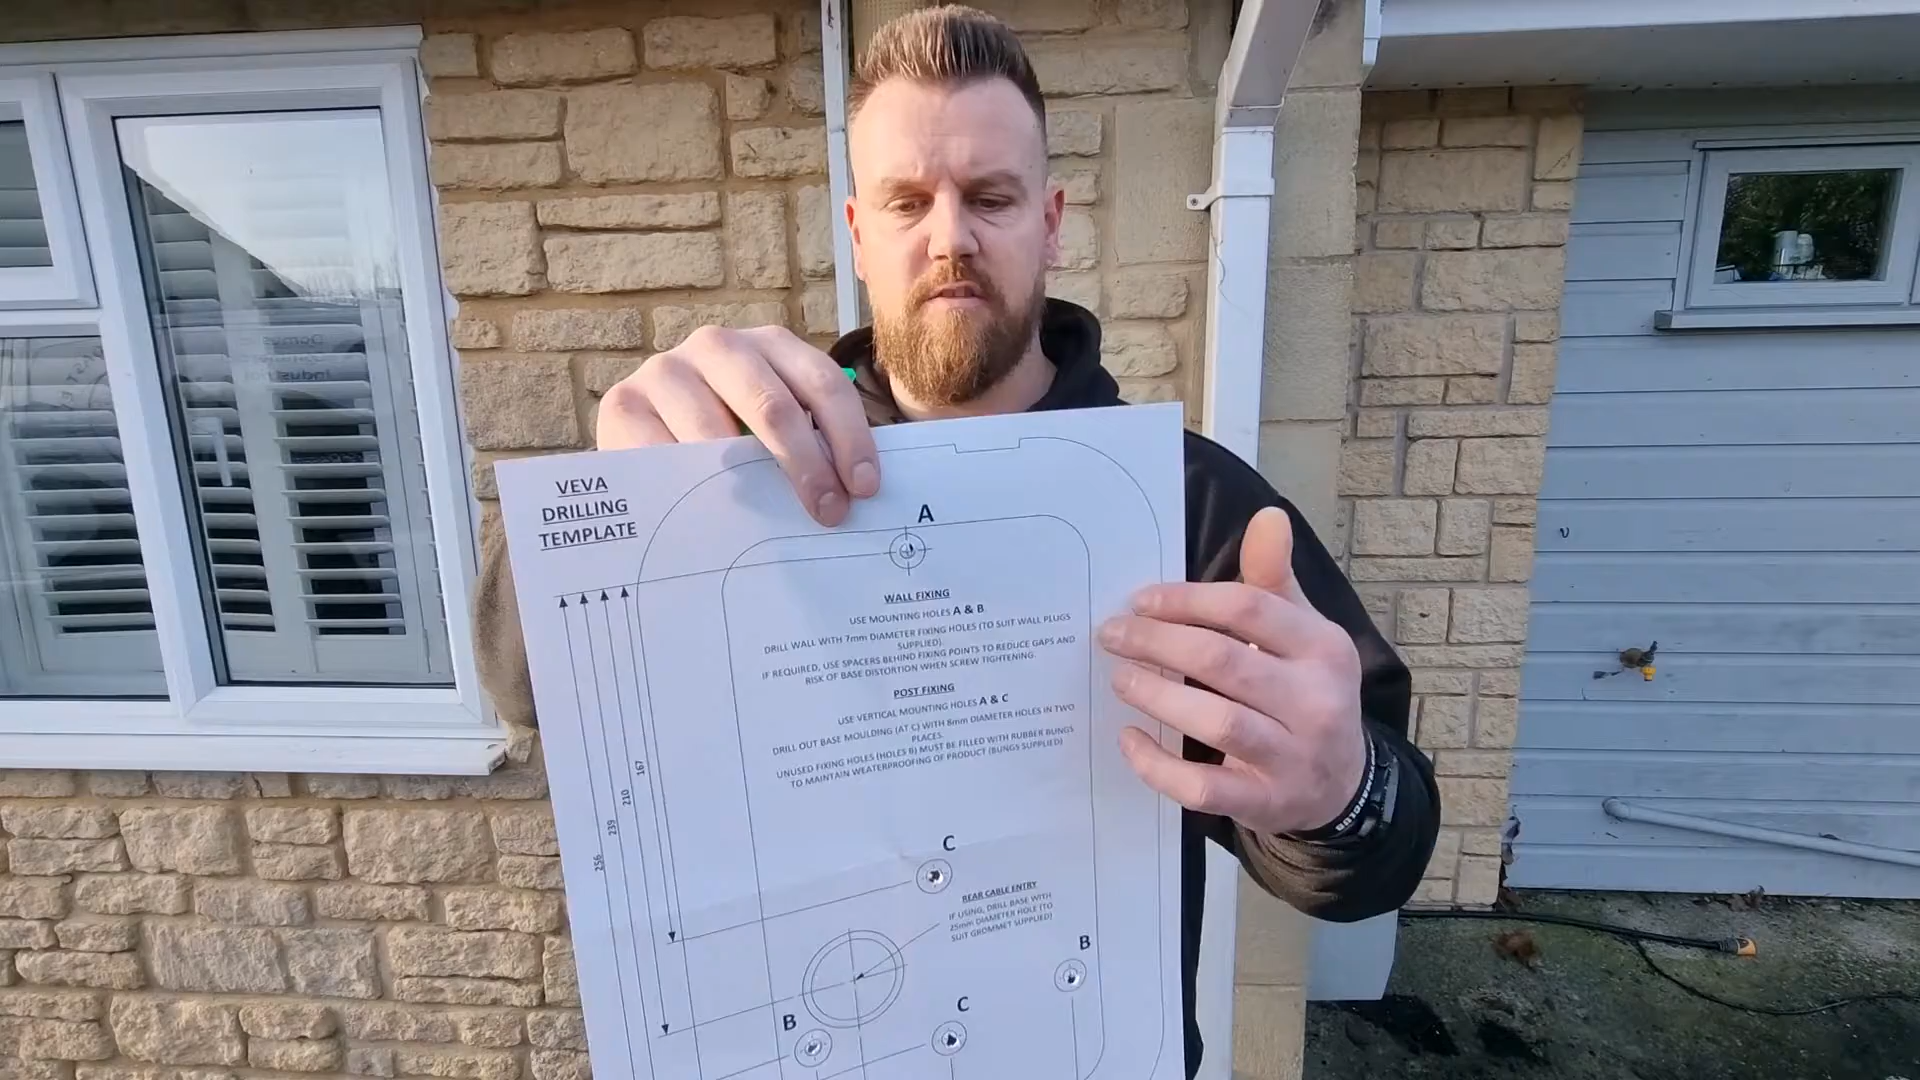 VEVA
DRILLING
TEMPLATE
A
WALL FIXING
USE MOUNTING HOLES A & B
DRILL WALL WITH 7mm DIAMETER FIXING HOLES (TO SUIT WALL PLUGS
SUPPLIED).
IF REQUIRED, USE SPACERS BEHIND FIXING POINTS TO REDUCE GAPS AND
RISK OF BASE DISTORTION WHEN SCREW TIGHTENING.
POST FIXING
USE VERTICAL MOUNTING HOLES A & C
DRILL OUT BASE MOULDING (AT C) WITH 8mm DIAMETER HOLES IN TWO
PLACES.
UNUSED FIXING HOLES (HOLES B) MUST BE FILLED WITH RUBBER BUNGS
TO MAINTAIN WEATERPROOFING OF PRODUCT (BUNGS SUPPLIED)
167
210
239
256
C
REAR CABLE ENTRY
IF USING, DRILL BASE WITH
25mm DIAMETER HOLE (TO
SUIT GROMMET SUPPLIED)
B
C
B